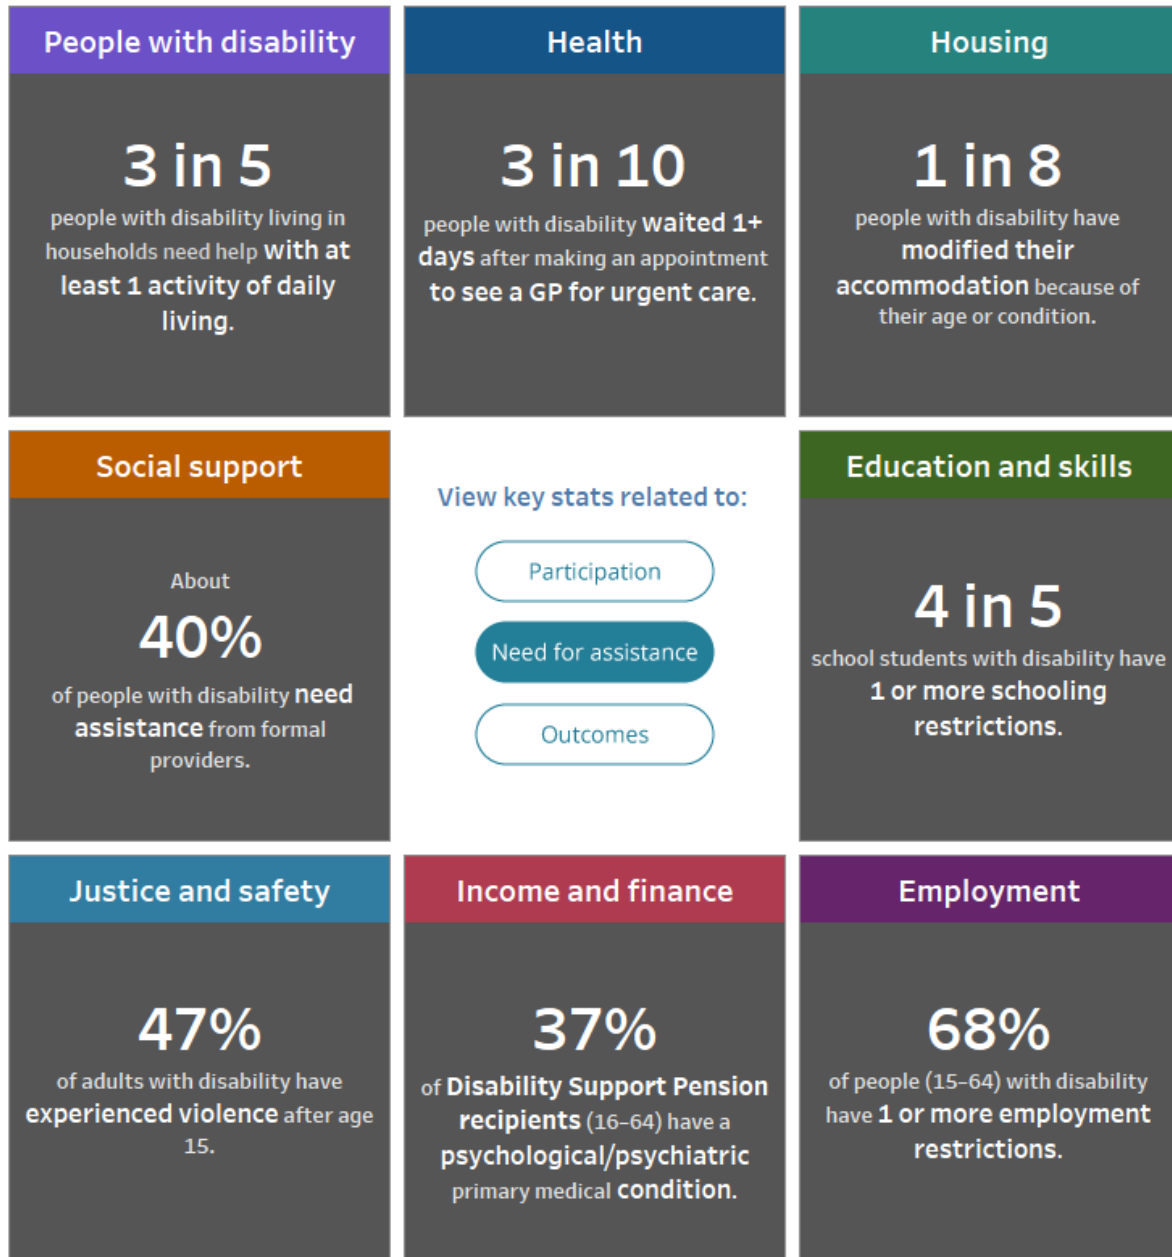 People with disability
3 in 5
people with disability living in
households need help with at
least 1 activity of daily
living.
Health
3 in 10
people with disability waited 1+
days after making an appointment
to see a GP for urgent care.
Housing
1 in 8
people with disability have
modified their
accommodation because of
their age or condition.
Social support
About
40%
of people with disability need
assistance from formal
providers.
View key stats related to:
Participation
Need for assistance
Outcomes
Education and skills
4 in 5
school students with disability have
1 or more schooling
restrictions.
Justice and safety
47%
of adults with disability have
experienced violence after age
15.
Income and finance
37%
of Disability Support Pension
recipients (16–64) have a
psychological/psychiatric
primary medical condition.
Employment
68%
of people (15–64) with disability
have 1 or more employment
restrictions.